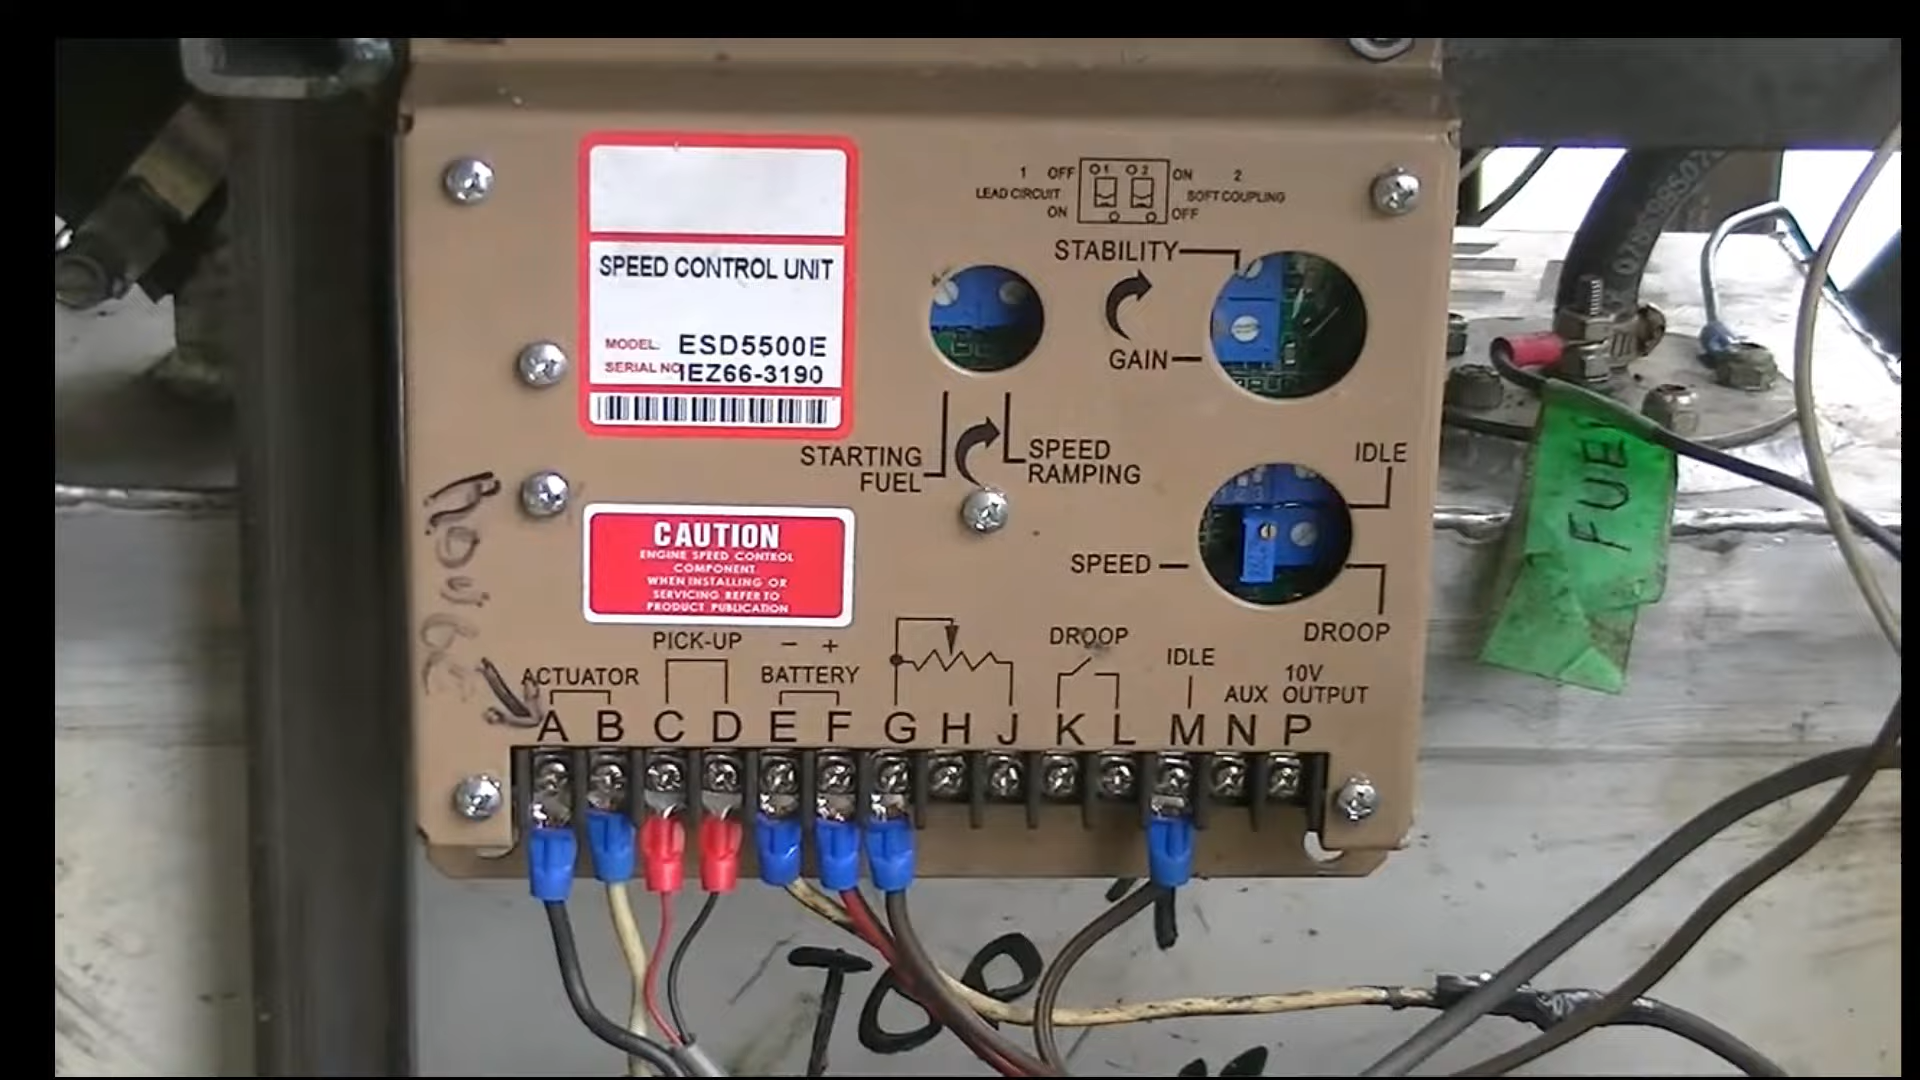 1 OFF ON 2
LEAD CIRCUIT SOFT COUPLING
ON OFF
STABILITY
GAIN
SPEED CONTROL UNIT
MODEL. ESD5500E
SERIAL NO IEZ66-3190
STARTING
FUEL
SPEED
RAMPING
IDLE
SPEED
DROOP
CAUTION
ENGINE SPEED CONTROL
COMPONENT
WHEN INSTALLING OR
SERVICING REFER TO
PRODUCT PUBLICATION
FUEL
PICK-UP
ACTUATOR
- +
BATTERY
DROOP
IDLE
AUX
10V
OUTPUT
A B C D E F G H J K L M N P
TOP